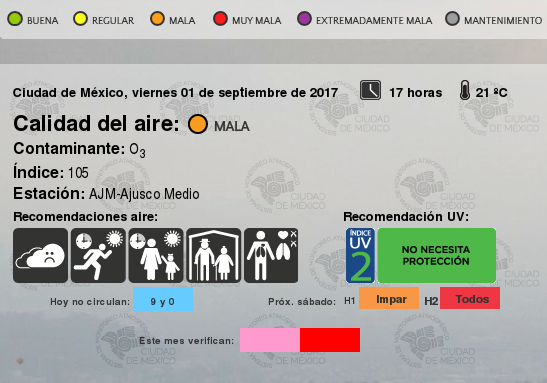 BUENA REGULAR MALA MUY MALA EXTREMADAMENTE MALA MANTENIMIENTO
Ciudad de México, viernes 01 de septiembre de 2017 17 horas 21 ºC
Calidad del aire: MALA
Contaminante: O3
Índice: 105
Estación: AJM-Ajusco Medio
Recomendaciones aire:
Recomendación UV:
ÍNDICE
UV
2
NO NECESITA
PROTECCIÓN
Hoy no circulan: 9 y 0 Próx. sábado: H1 Impar H2 Todos
Este mes verifican: